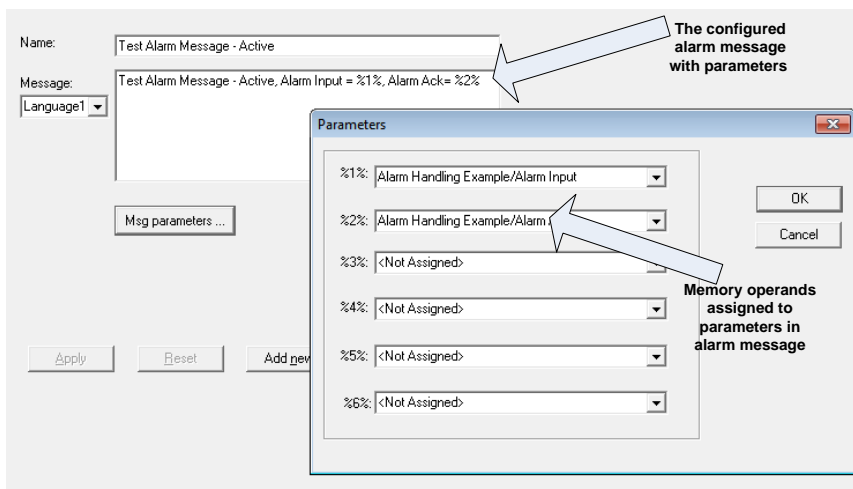 The configured
alarm message
with parameters
Name:
Test Alarm Message - Active
Message:
Test Alarm Message - Active, Alarm Input = %1%, Alarm Ack= %2%
Language1
Parameters
%1%: Alarm Handling Example/Alarm Input
OK
Msg parameters ...
%2%: Alarm Handling Example/Alarm
Cancel
%3%: <Not Assigned>
Memory operands
assigned to
parameters in
alarm message
%4%: <Not Assigned>
Apply
Reset
Add new
%5%: <Not Assigned>
%6%: <Not Assigned>